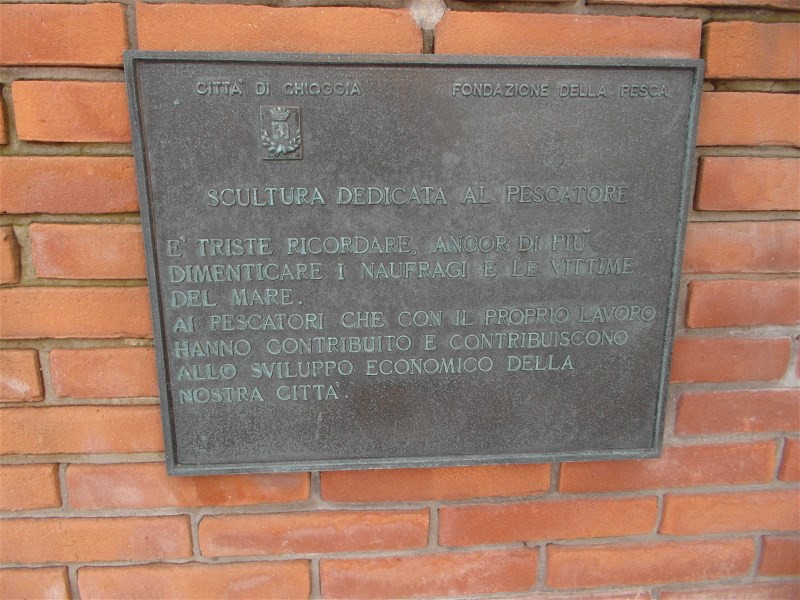 CITTÀ DI CHIOGGIA
FONDAZIONE DELLA PESCA
SCULTURA DEDICATA AL PESCATORE
E' TRISTE RICORDARE, ANCOR DI PIÙ
DIMENTICARE I NAUFRAGI E LE VITTIME
DEL MARE.
AI PESCATORI CHE CON IL PROPRIO LAVORO
HANNO CONTRIBUITO E CONTRIBUISCONO
ALLO SVILUPPO ECONOMICO DELLA
NOSTRA CITTA'.